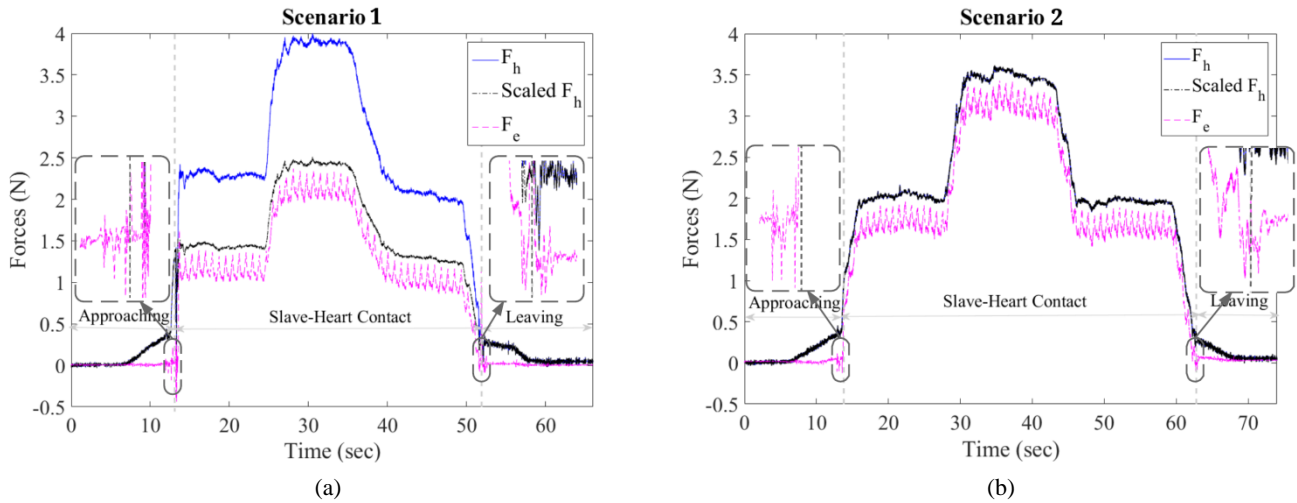 Scenario 1
Forces (N)
4
3.5
3
2.5
2
1.5
1
0.5
0
-0.5
F_h
Scaled F_h
F_e
Approaching
Slave-Heart Contact
Leaving
0 10 20 30 40 50 60
Time (sec)
(a)
Scenario 2
Forces (N)
4
3.5
3
2.5
2
1.5
1
0.5
0
-0.5
F_h
Scaled F_h
F_e
Approaching
Slave-Heart Contact
Leaving
0 10 20 30 40 50 60 70
Time (sec)
(b)